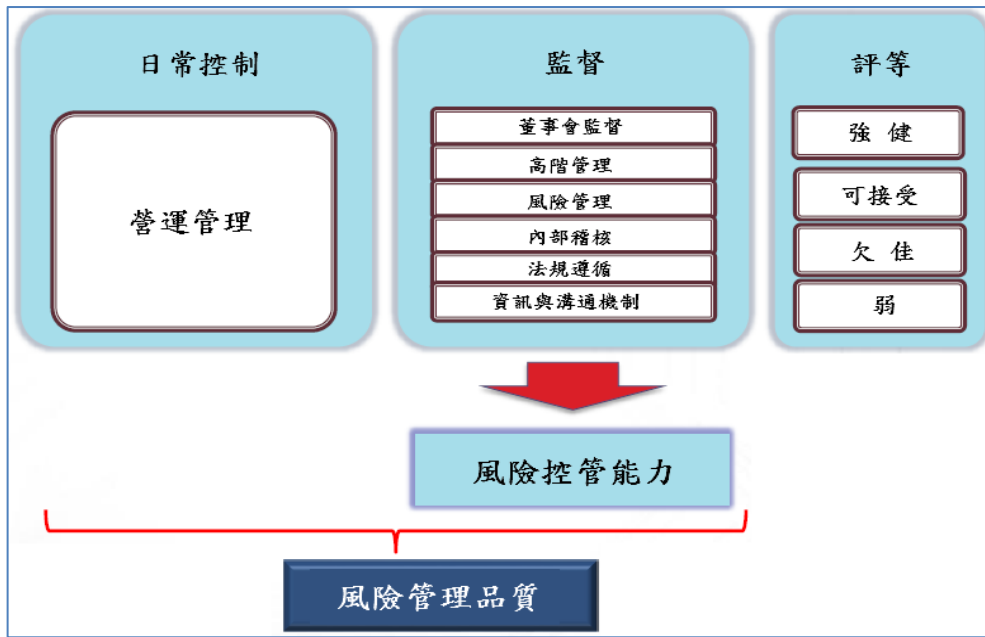 日常控制
營運管理
監督
董事會監督
高階管理
風險管理
內部稽核
法規遵循
資訊與溝通機制
評等
強 健
可接受
欠 佳
弱
風險控管能力
風險管理品質